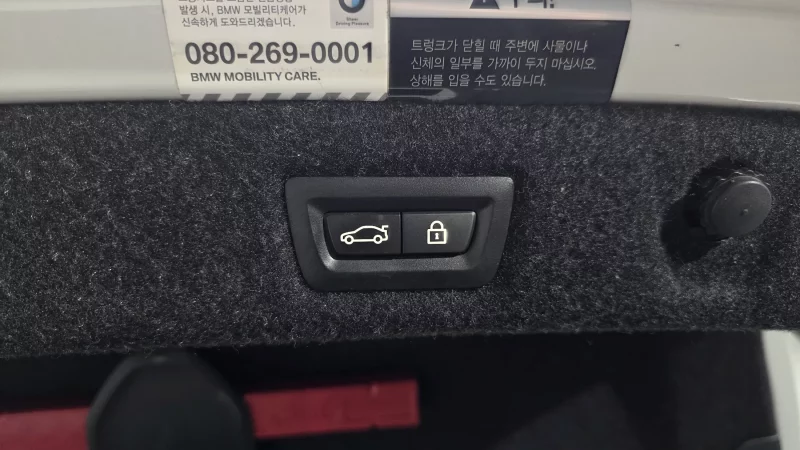 발생 시, BMW 모빌리티케어가
신속하게 도와드리겠습니다.
080-269-0001
BMW MOBILITY CARE.
Sheer
Driving Pleasure
트렁크가 닫힐 때 주변에 사물이나
신체의 일부를 가까이 두지 마십시오.
상해를 입을 수도 있습니다.